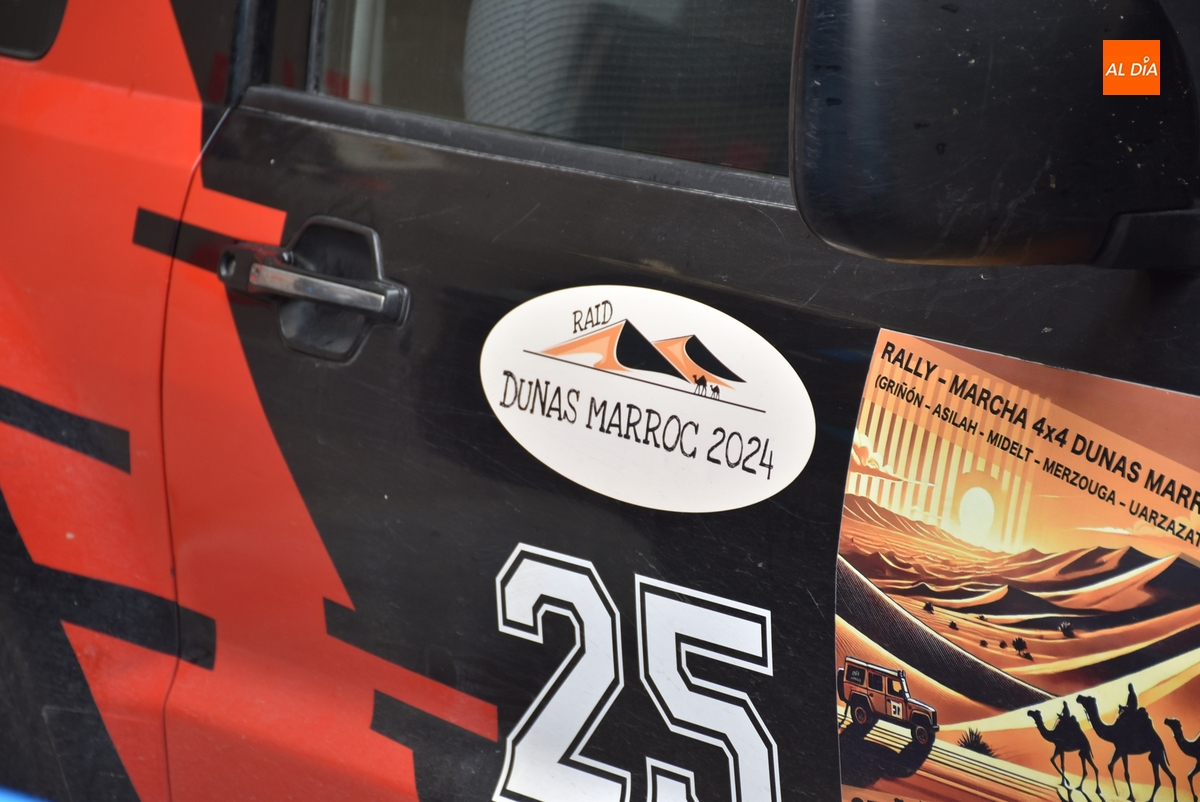 AL DÍA
RAID
DUNAS MARROC 2024
25
RALLY - MARCHA 4x4 DUNAS MARR
(GRIÑÓN - ASILAH - MIDELT - MERZOUGA - UARZAZAT